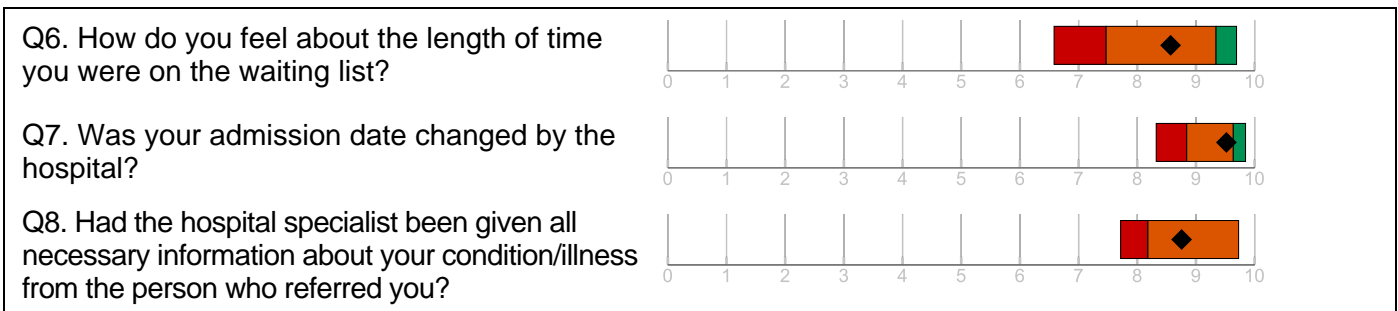 Q6. How do you feel about the length of time
you were on the waiting list?
0 1 2 3 4 5 6 7 8 9 10
Q7. Was your admission date changed by the
hospital?
0 1 2 3 4 5 6 7 8 9 10
Q8. Had the hospital specialist been given all
necessary information about your condition/illness
from the person who referred you?
0 1 2 3 4 5 6 7 8 9 10